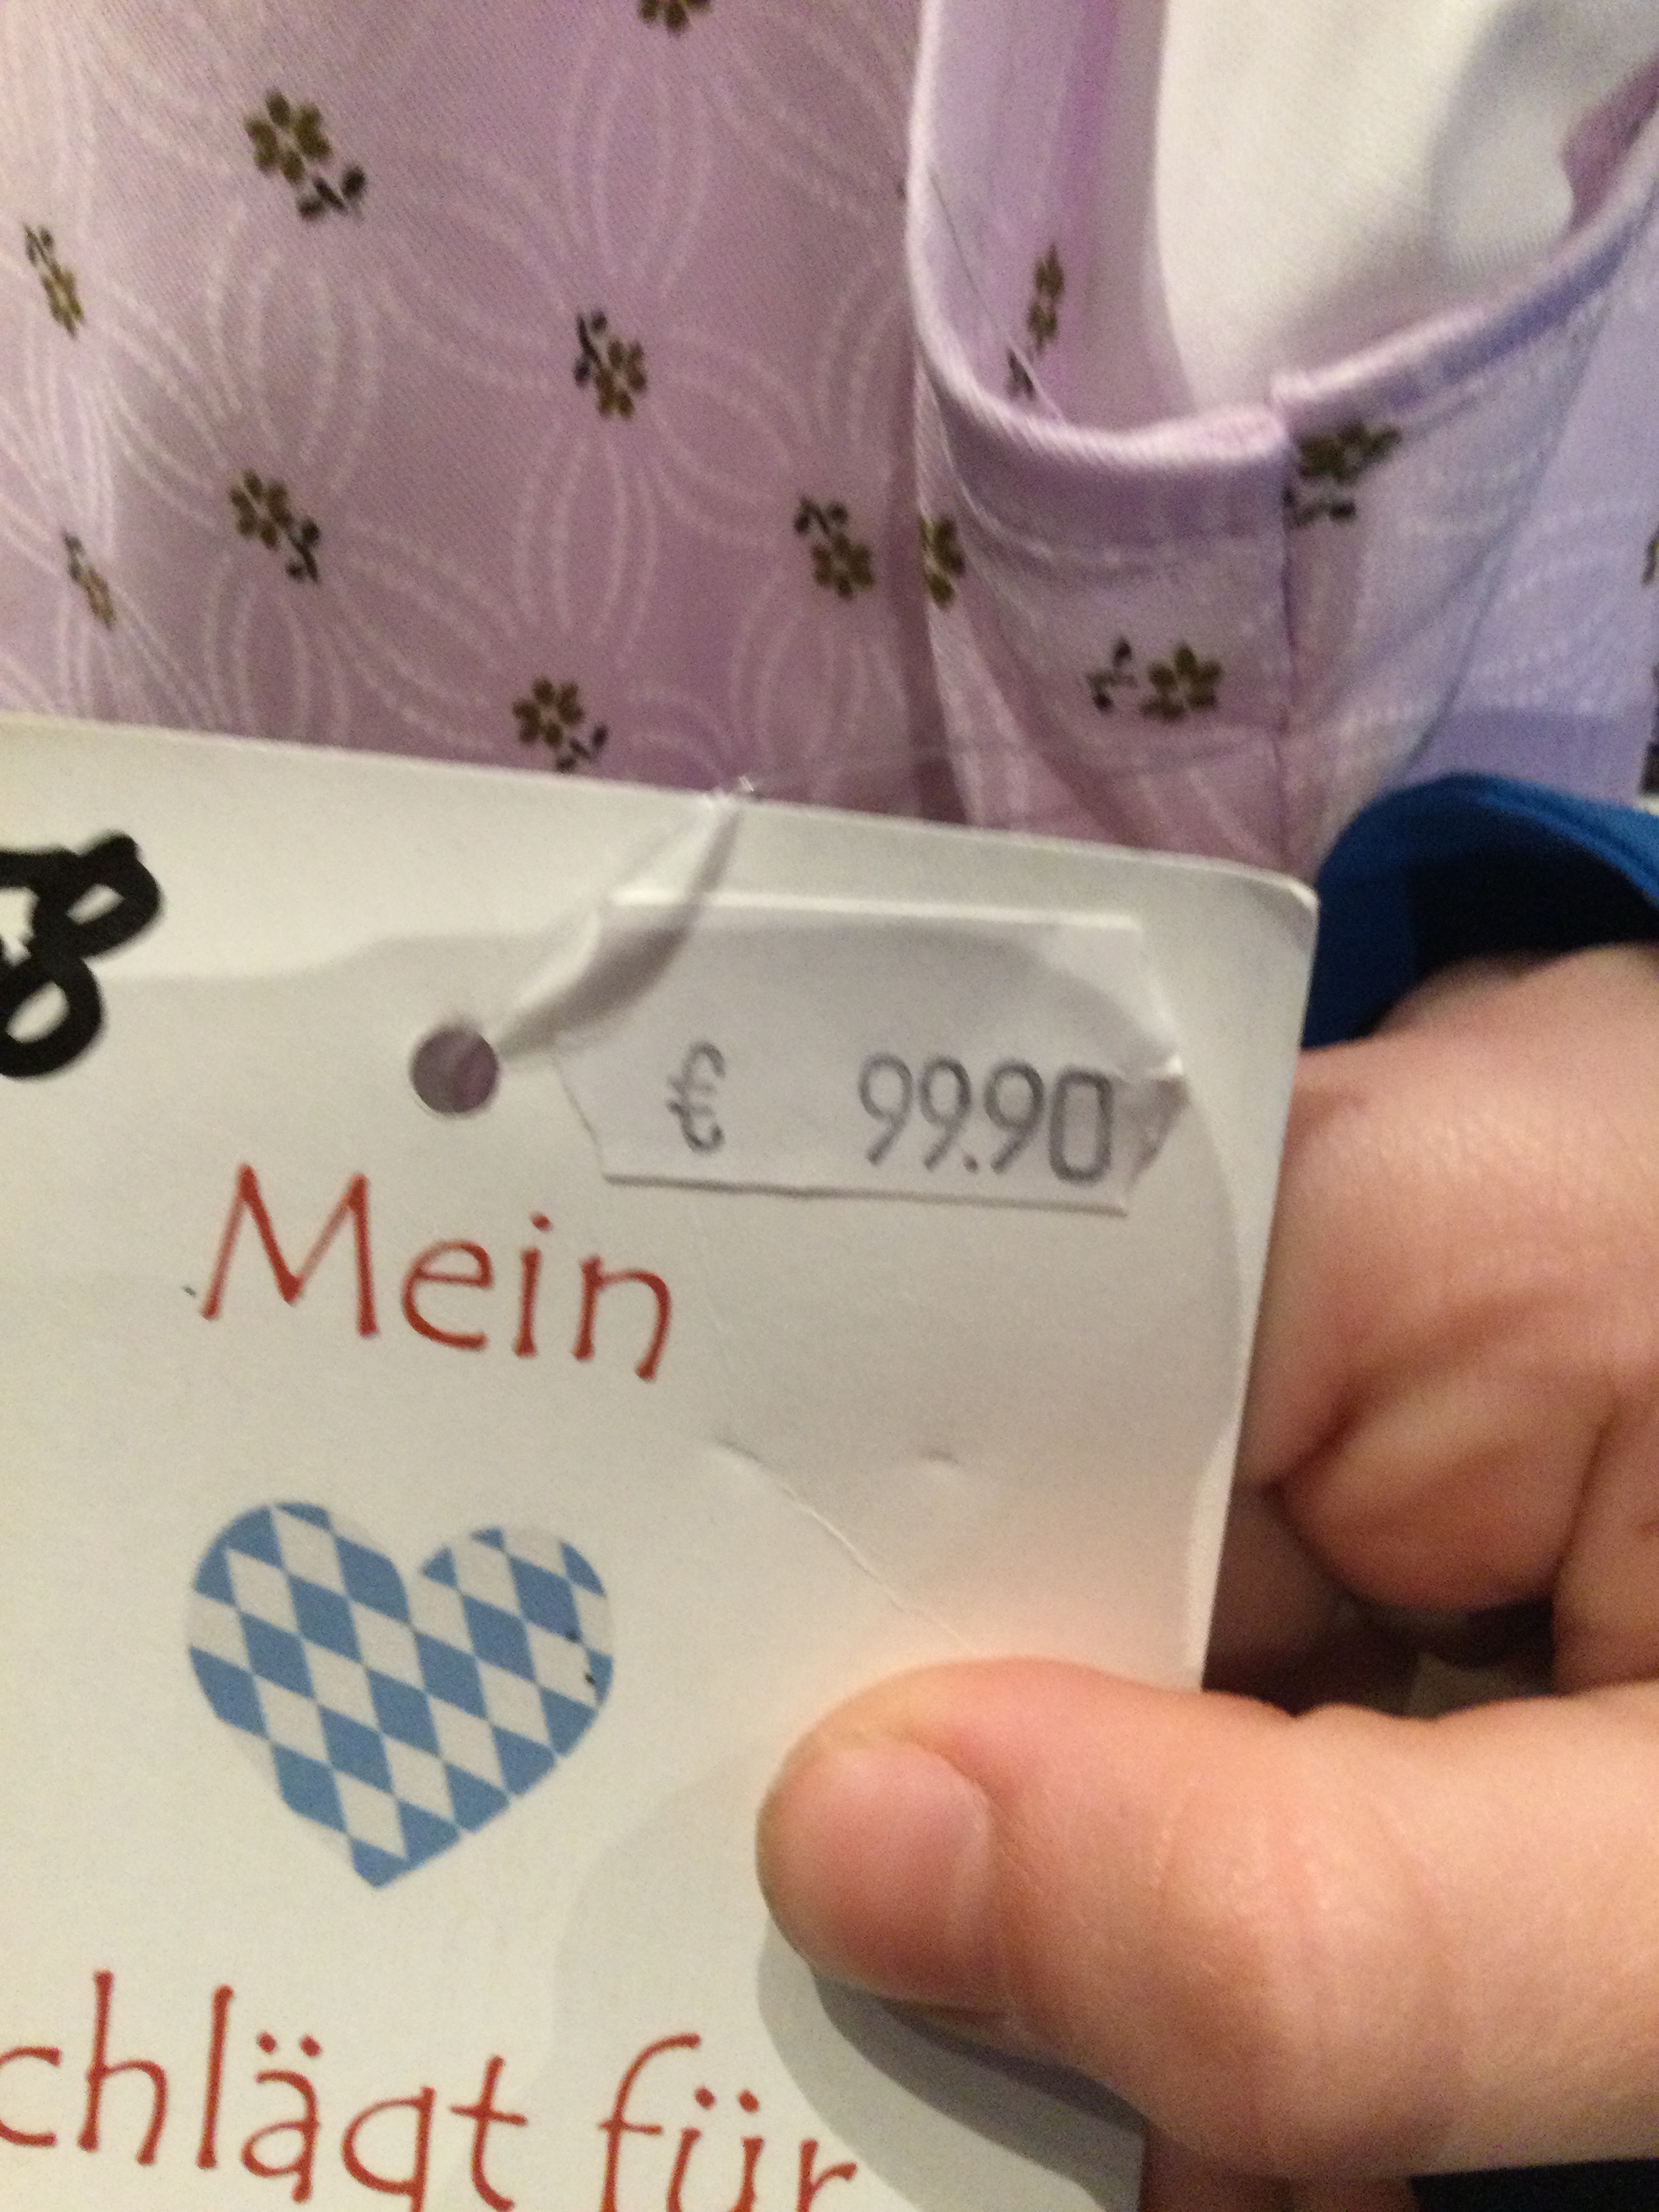 € 99.90
Mein
chlägt für